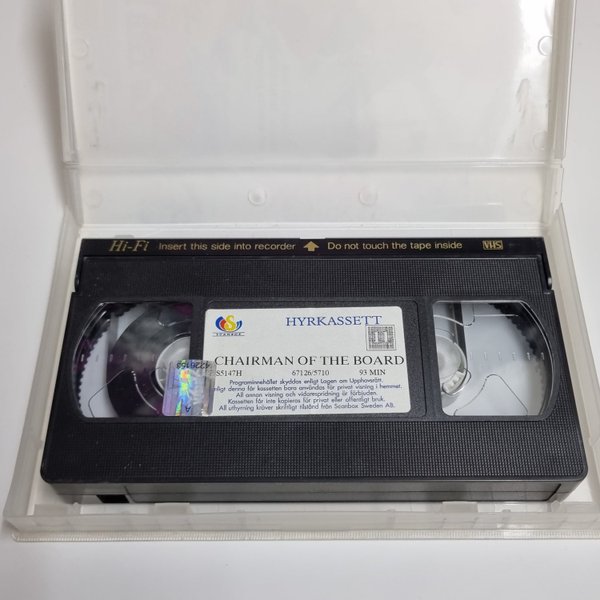 Hi-Fi Insert this side into recorder Do not touch the tape inside VHS
SCANBOX
HYRKASSETT
CHAIRMAN OF THE BOARD
S5147H 67126/5710 93 MIN
Programinnehållet skyddas enligt Lagen om Upphovsrätt.
Enligt denna får kassetten bara användas för privat visning i hemmet.
All annan visning och vidarespridning är förbjuden.
Kassetten får inte kopieras för privat eller offentligt bruk.
All uthyrning kräver skriftligt tillstånd från Scanbox Sweden AB.